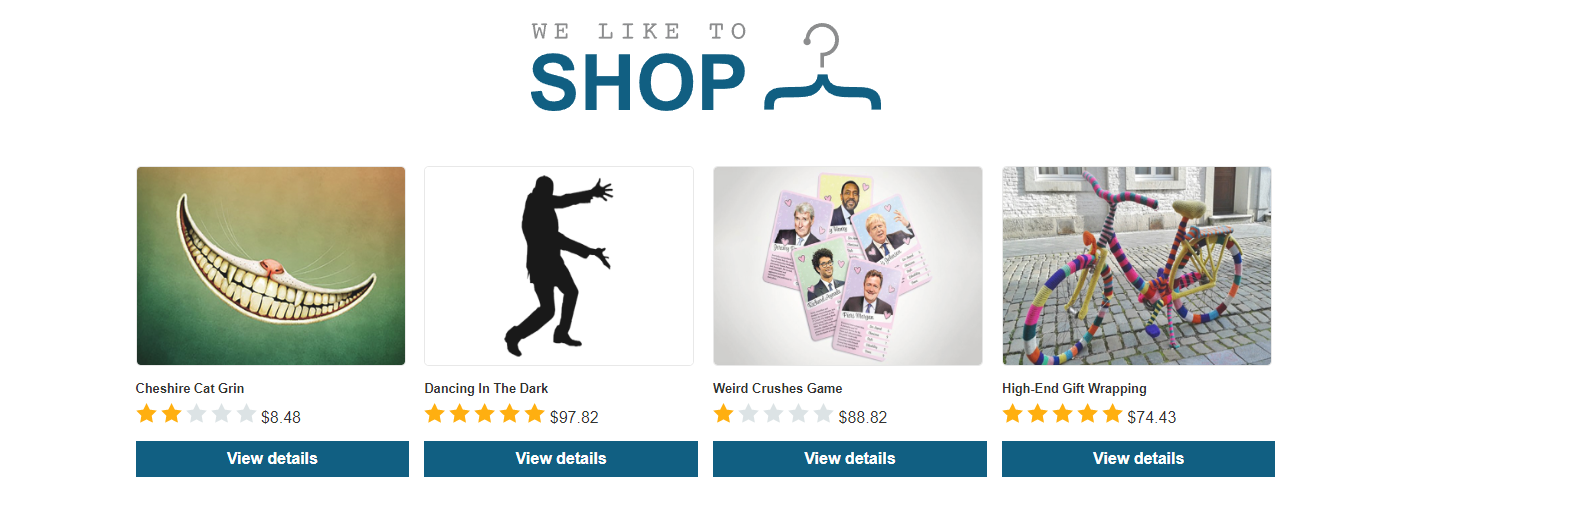 WE LIKE TO
SHOP
Cheshire Cat Grin
$8.48
View details
Dancing In The Dark
$97.82
View details
Weird Crushes Game
$88.82
View details
High-End Gift Wrapping
$74.43
View details